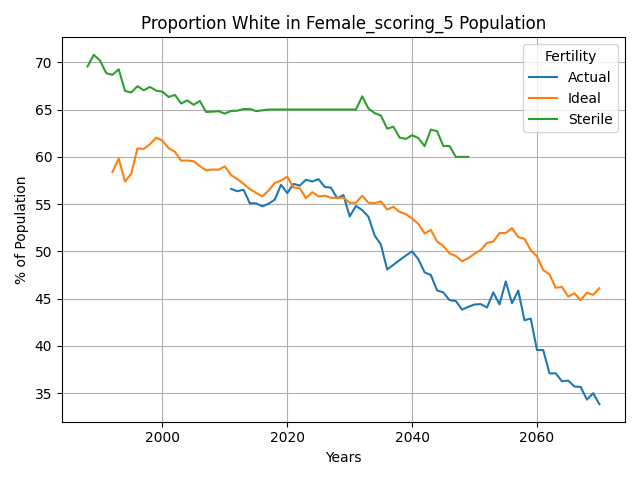 Proportion White in Female_scoring_5 Population
% of Population
70
65
60
55
50
45
40
35
Fertility
Actual
Ideal
Sterile
2000 2020 2040 2060
Years